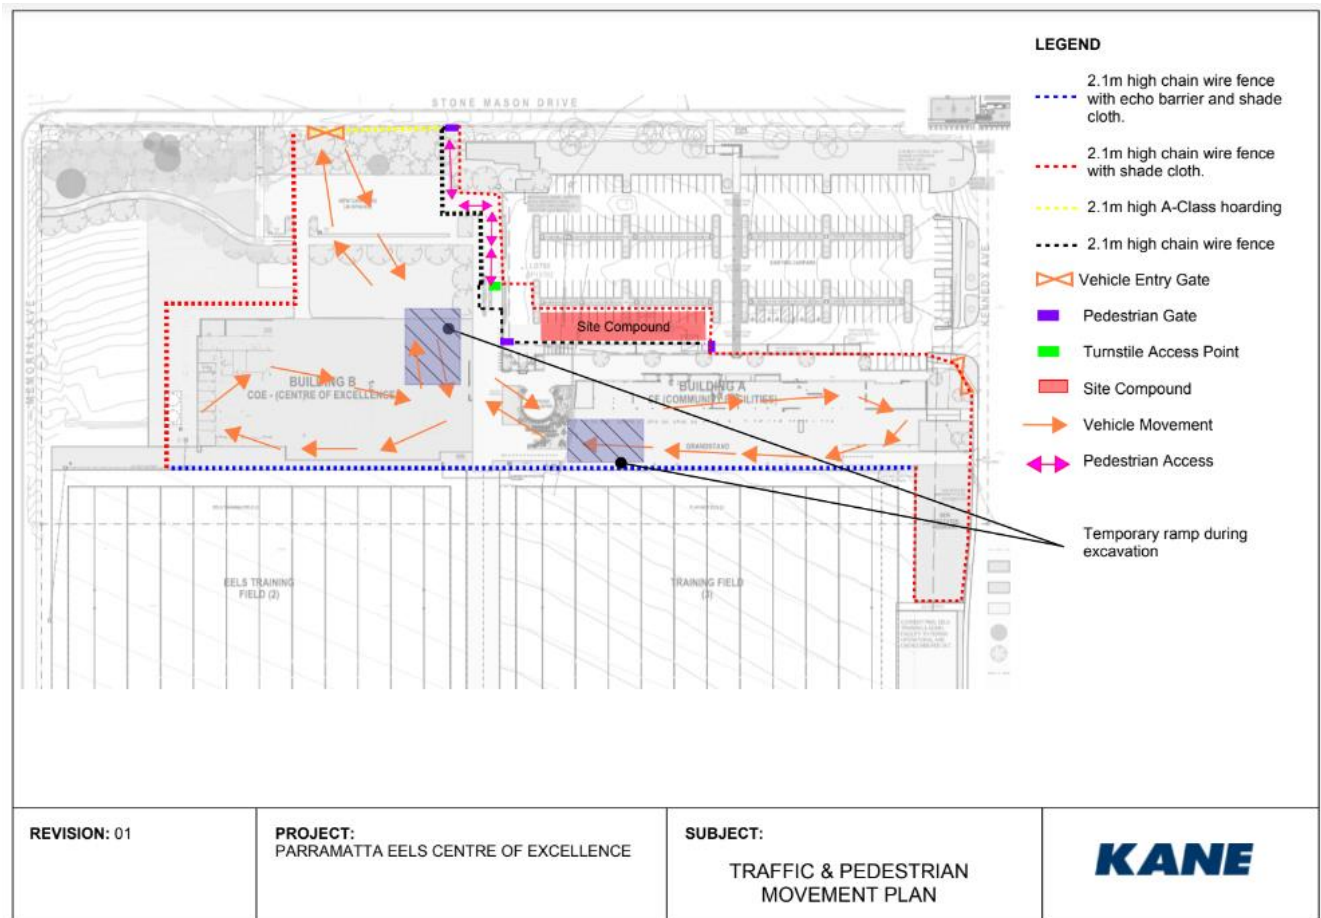 STONE MASON DRIVE
MEMORIAL AVE
KENNEDY AVE
Site Compound
BUILDING B
COE - (CENTRE OF EXCELLENCE)
BUILDING A
CF (COMMUNITY FACILITIES)
GRANDSTAND
EELS TRAINING
FIELD (2)
TRAINING FIELD
(3)
LEGEND
2.1m high chain wire fence
with echo barrier and shade
cloth.
2.1m high chain wire fence
with shade cloth.
2.1m high A-Class hoarding
2.1m high chain wire fence
Vehicle Entry Gate
Pedestrian Gate
Turnstile Access Point
Site Compound
Vehicle Movement
Pedestrian Access
Temporary ramp during
excavation
REVISION: 01
PROJECT:
PARRAMATTA EELS CENTRE OF EXCELLENCE
SUBJECT:
TRAFFIC & PEDESTRIAN
MOVEMENT PLAN
KANE